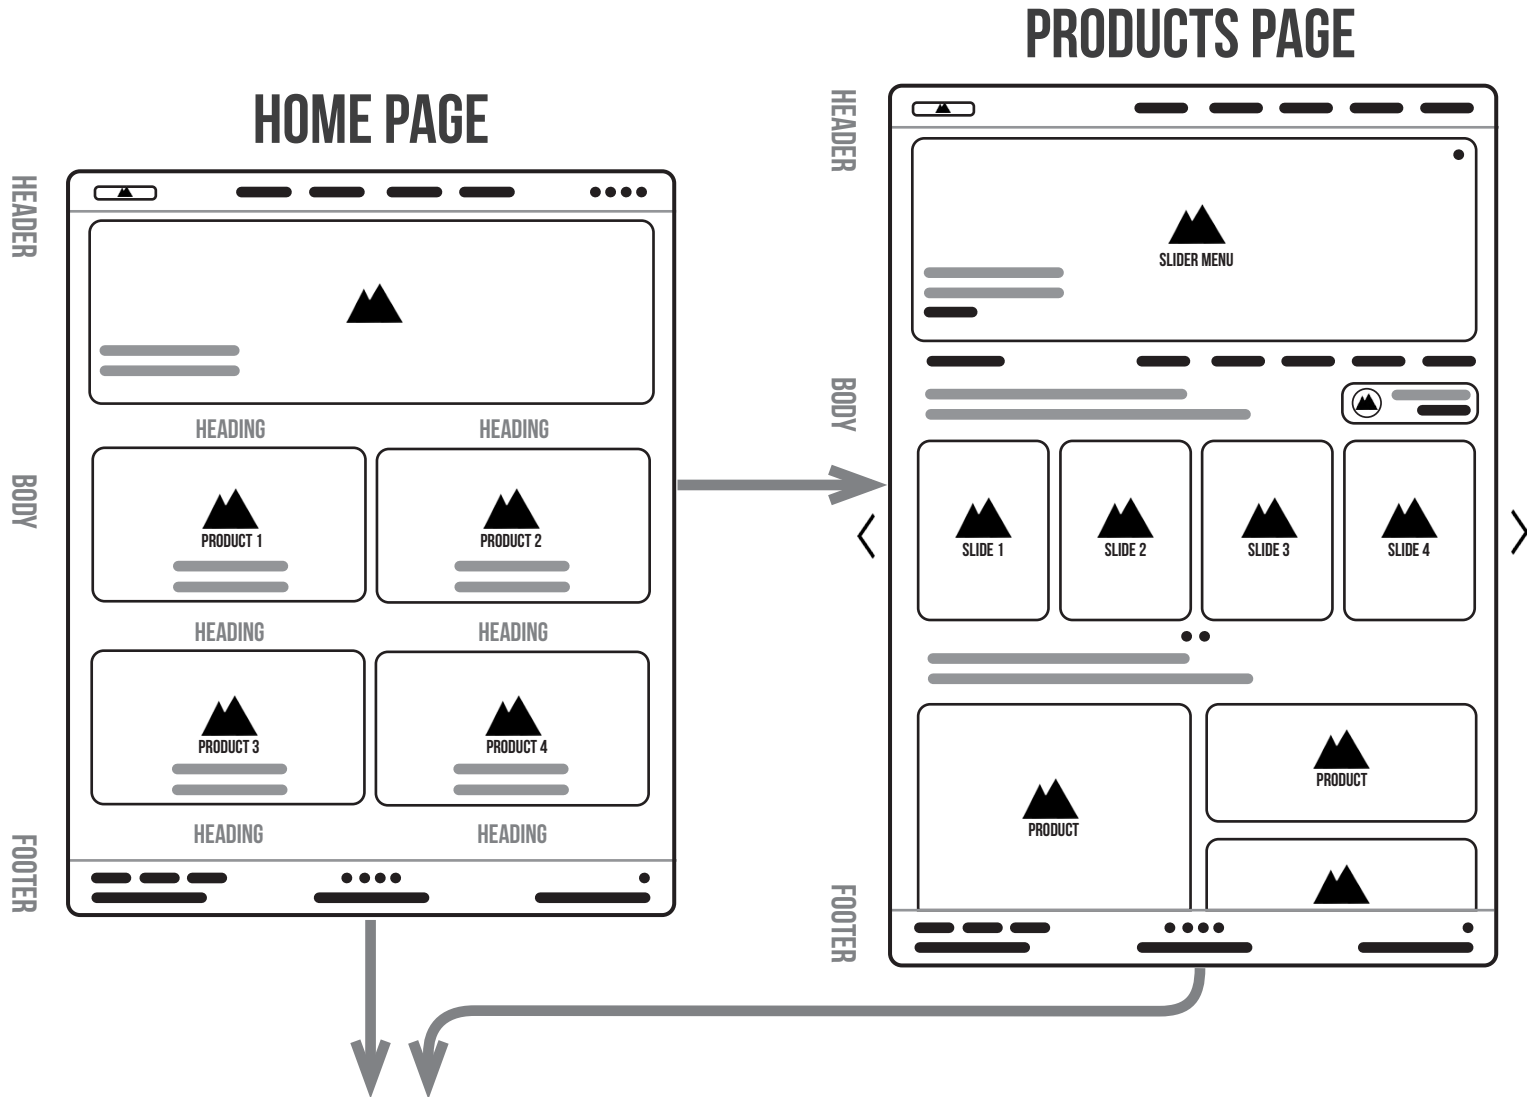 PRODUCTS PAGE
HOME PAGE
HEADER
BODY
FOOTER
HEADING
HEADING
PRODUCT 1
PRODUCT 2
HEADING
HEADING
PRODUCT 3
PRODUCT 4
HEADING
HEADING
HEADER
BODY
FOOTER
SLIDER MENU
SLIDE 1
SLIDE 2
SLIDE 3
SLIDE 4
PRODUCT
PRODUCT